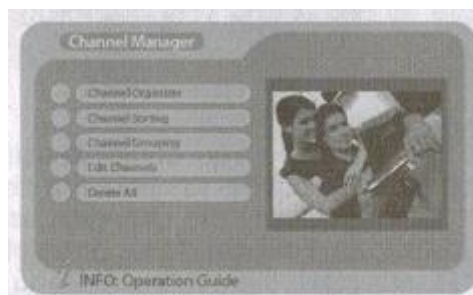 Channel Manager
Channel Organizer
Channel Sorting
Channel Grouping
Edit Channels
Delete All
INFO: Operation Guide